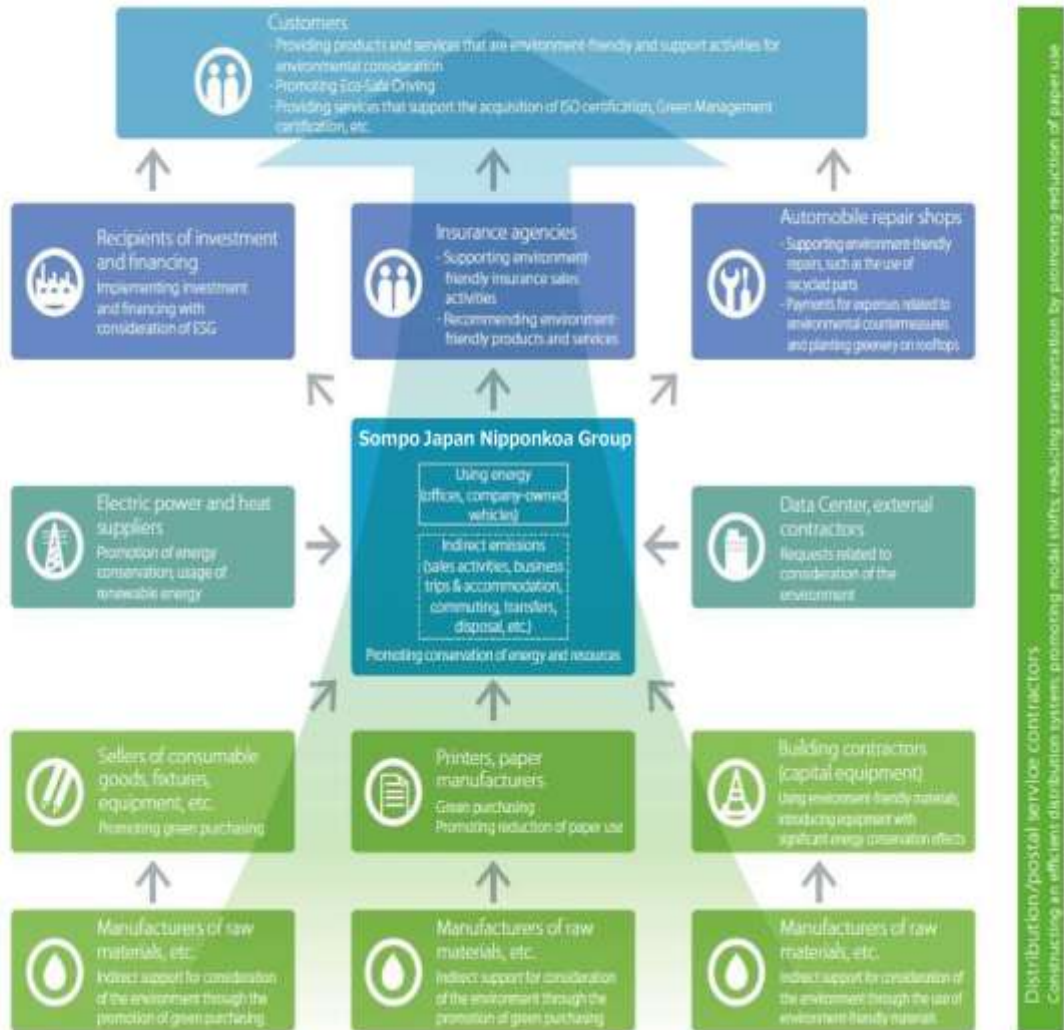 Customers
- Providing products and services that are environment-friendly and support activities for
environmental consideration
- Promoting Eco-Safe Driving
- Providing services that support the acquisition of ISO certification, Green Management
certification, etc.
Recipients of investment
and financing
Implementing investment
and financing with
consideration of ESG
Insurance agencies
- Supporting environment-
friendly insurance sales
activities
- Recommending environment-
friendly products and services
Automobile repair shops
- Supporting environment-friendly
repairs, such as the use of
recycled parts
- Payments for expenses related to
environmental countermeasures
and planting greenery on rooftops
Sompo Japan Nipponkoa Group
Using energy
(offices, company-owned
vehicles)
Indirect emissions
(sales activities, business
trips & accommodation,
commuting, transfers,
disposal, etc.)
Promoting conservation of energy and resources
Electric power and heat
suppliers
Promotion of energy
conservation, usage of
renewable energy
Data Center, external
contractors
Requests related to
consideration of the
environment
Sellers of consumable
goods, fixtures,
equipment, etc.
Promoting green purchasing
Printers, paper
manufacturers
Green purchasing
Promoting reduction of paper use
Building contractors
(capital equipment)
Using environment-friendly materials,
introducing equipment with
significant energy conservation effects
Manufacturers of raw
materials, etc.
Indirect support for consideration
of the environment through the
promotion of green purchasing
Manufacturers of raw
materials, etc.
Indirect support for consideration
of the environment through the
promotion of green purchasing
Manufacturers of raw
materials, etc.
Indirect support for consideration
of the environment through the use of
environment-friendly materials
Distribution/postal service contractors
Constructing an efficient distribution system, promoting modal shifts, reducing transportation by promoting reduction of paper use